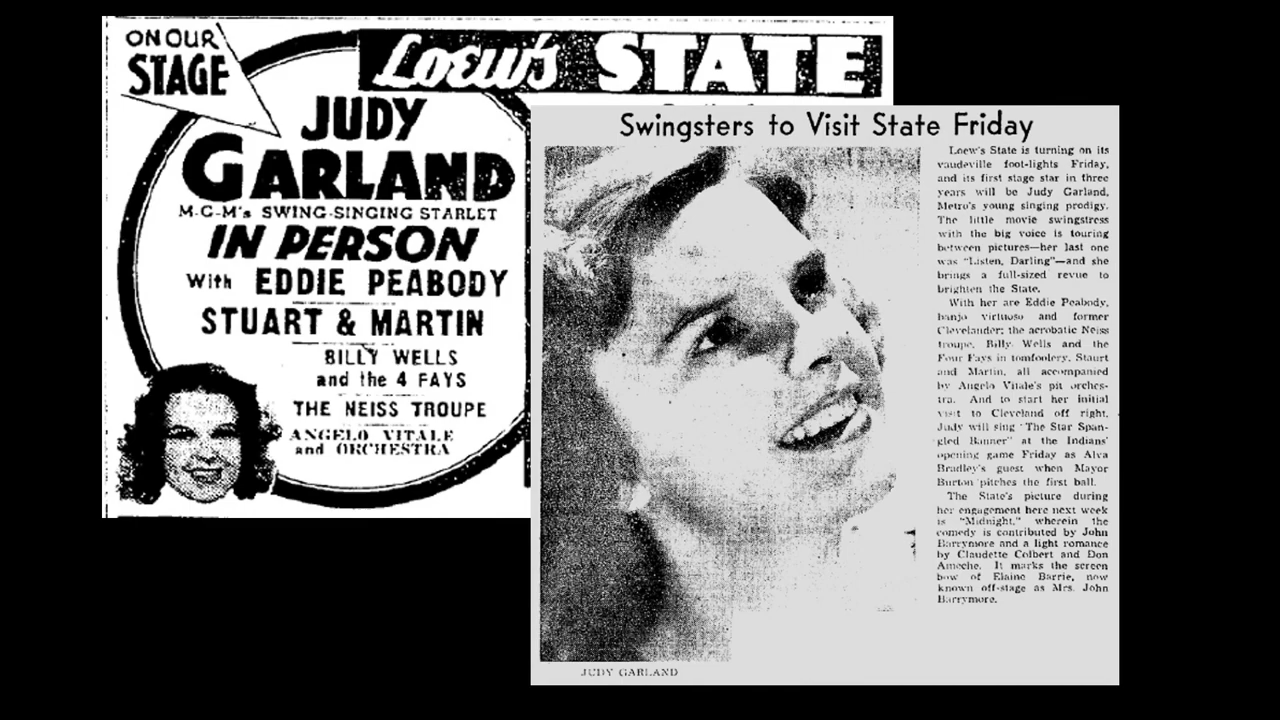 ON OUR
STAGE
Loew's STATE
JUDY
GARLAND
M-G-M's SWING-SINGING STARLET
IN PERSON
With EDDIE PEABODY
STUART & MARTIN
BILLY WELLS
and the 4 FAYS
THE NEISS TROUPE
ANGELO VITALE
and ORCHESTRA
Swingsters to Visit State Friday
Loew's State is turning on its
vaudeville foot-lights Friday,
and its first stage star in three
years will be Judy Garland,
Metro's young singing prodigy.
The little movie swingstress
with the big voice is touring
between pictures—her last one
was "Listen, Darling"—and she
brings a full-sized revue to
brighten the State.
With her are Eddie Peabody,
banjo virtuoso and former
Clevelander; the acrobatic Neiss
troupe, Billy Wells and the
Four Fays in tomfoolery, Staurt
and Martin, all accompanied
by Angelo Vitale's pit orches-
tra. And to start her initial
visit to Cleveland off right,
Judy will sing "The Star Span-
gled Banner" at the Indians'
opening game Friday as Alva
Bradley's guest when Mayor
Burton pitches the first ball.
The State's picture during
her engagement here next week
is "Midnight," wherein the
comedy is contributed by John
Barrymore and a light romance
by Claudette Colbert and Don
Ameche. It marks the screen
bow of Elaine Barrie, now
known off-stage as Mrs. John
Barrymore.
JUDY GARLAND